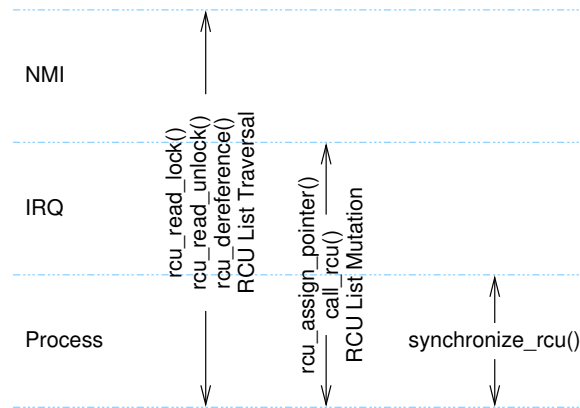 NMI
rcu_read_lock()
rcu_read_unlock()
rcu_dereference()
RCU List Traversal
IRQ
rcu_assign_pointer()
call_rcu()
RCU List Mutation
Process
synchronize_rcu()